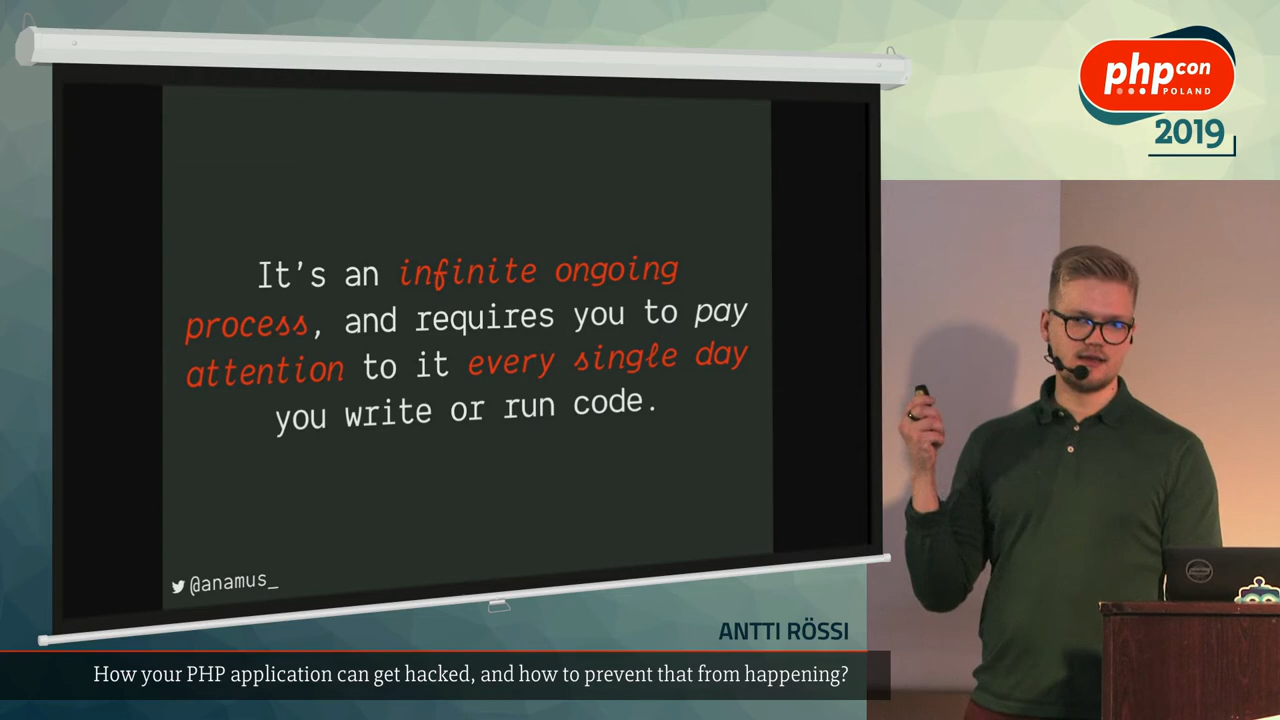 phpcon
POLAND
2019
It's an infinite ongoing
process, and requires you to pay
attention to it every single day
you write or run code.
@anamus_
ANTTI RÖSSI
How your PHP application can get hacked, and how to prevent that from happening?